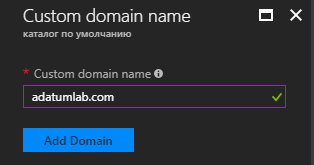 Custom domain name
каталог по умолчанию
* Custom domain name
adatumlab.com
Add Domain